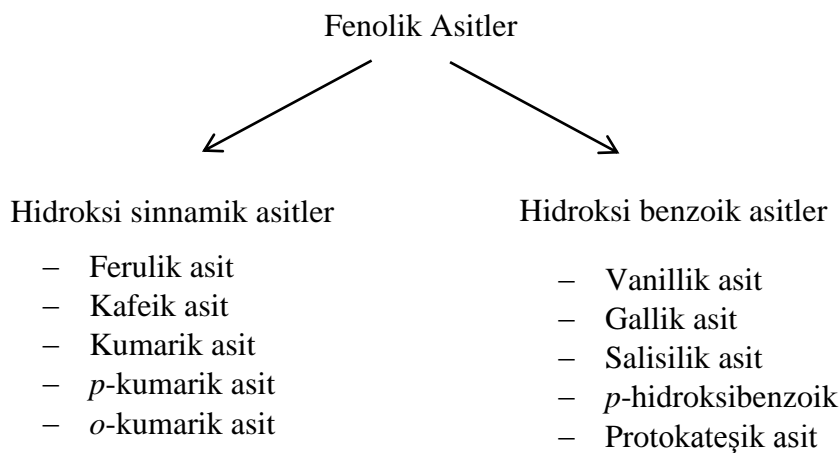 Fenolik Asitler
Hidroksi sinnamik asitler
– Ferulik asit
– Kafeik asit
– Kumarik asit
– p-kumarik asit
– o-kumarik asit
Hidroksi benzoik asitler
– Vanillik asit
– Gallik asit
– Salisilik asit
– p-hidroksibenzoik
– Protokateşik asit